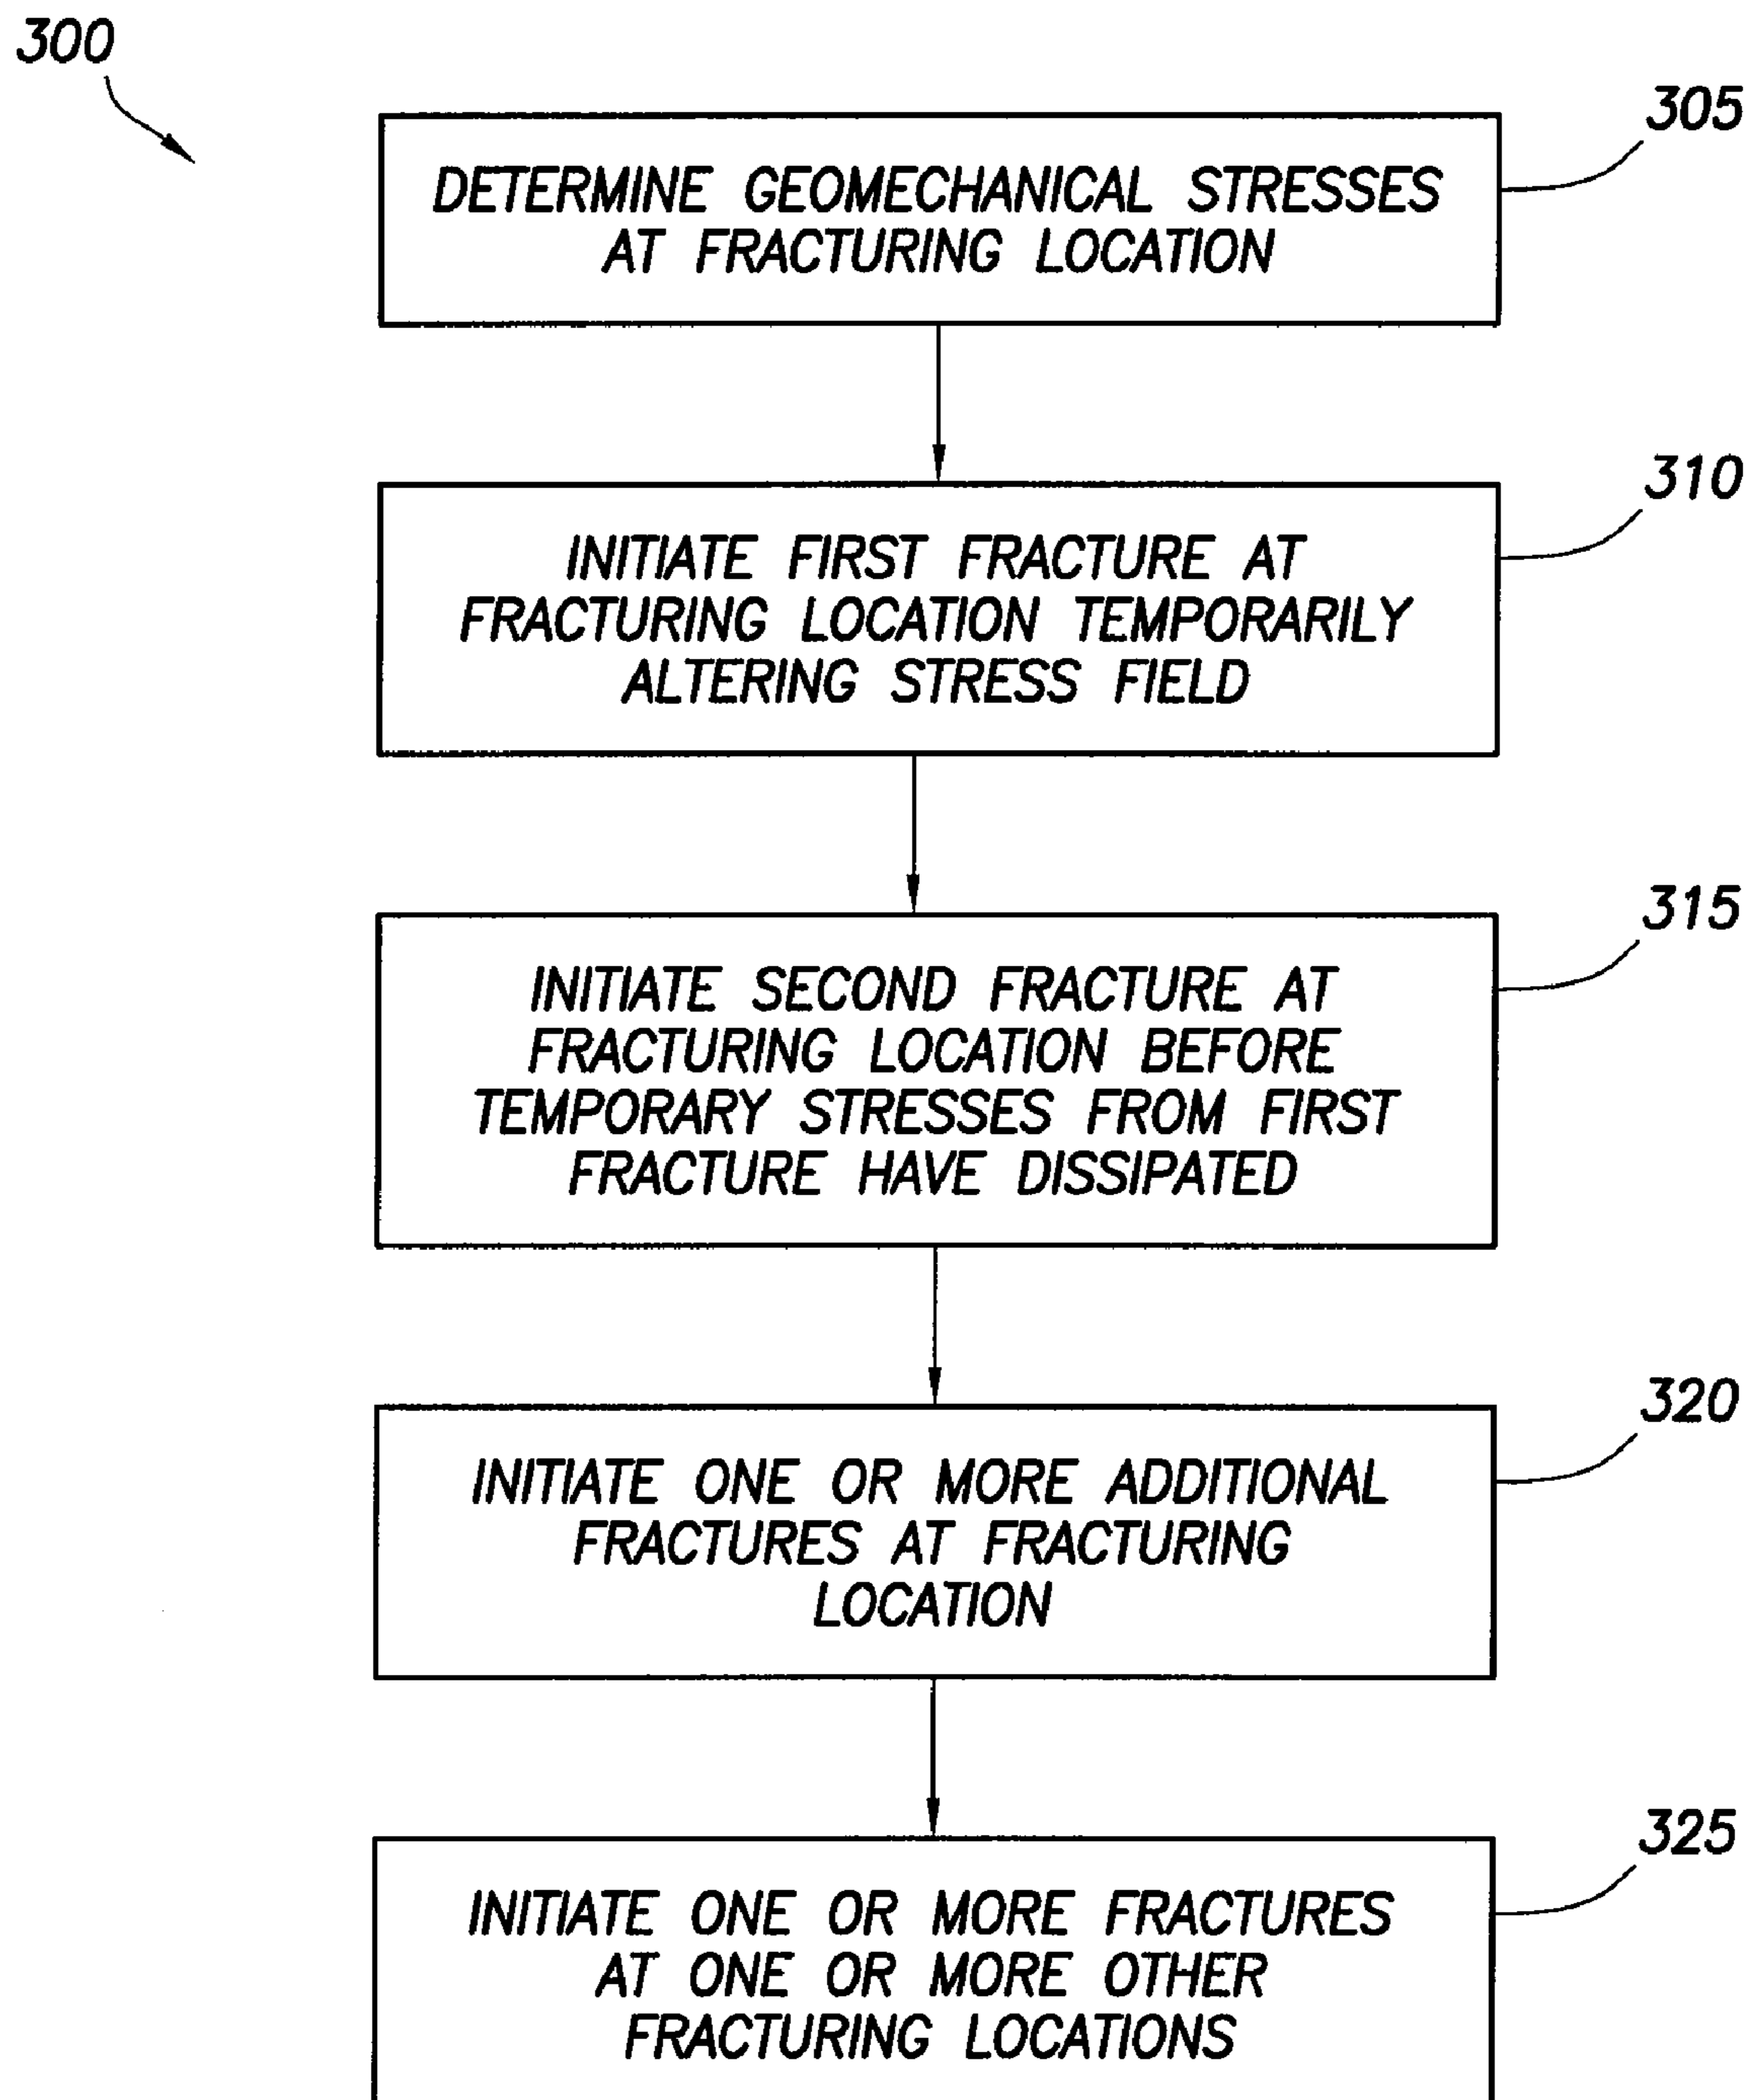 300
305
DETERMINE GEOMECHANICAL STRESSES
AT FRACTURING LOCATION
310
INITIATE FIRST FRACTURE AT
FRACTURING LOCATION TEMPORARILY
ALTERING STRESS FIELD
315
INITIATE SECOND FRACTURE AT
FRACTURING LOCATION BEFORE
TEMPORARY STRESSES FROM FIRST
FRACTURE HAVE DISSIPATED
320
INITIATE ONE OR MORE ADDITIONAL
FRACTURES AT FRACTURING
LOCATION
325
INITIATE ONE OR MORE FRACTURES
AT ONE OR MORE OTHER
FRACTURING LOCATIONS